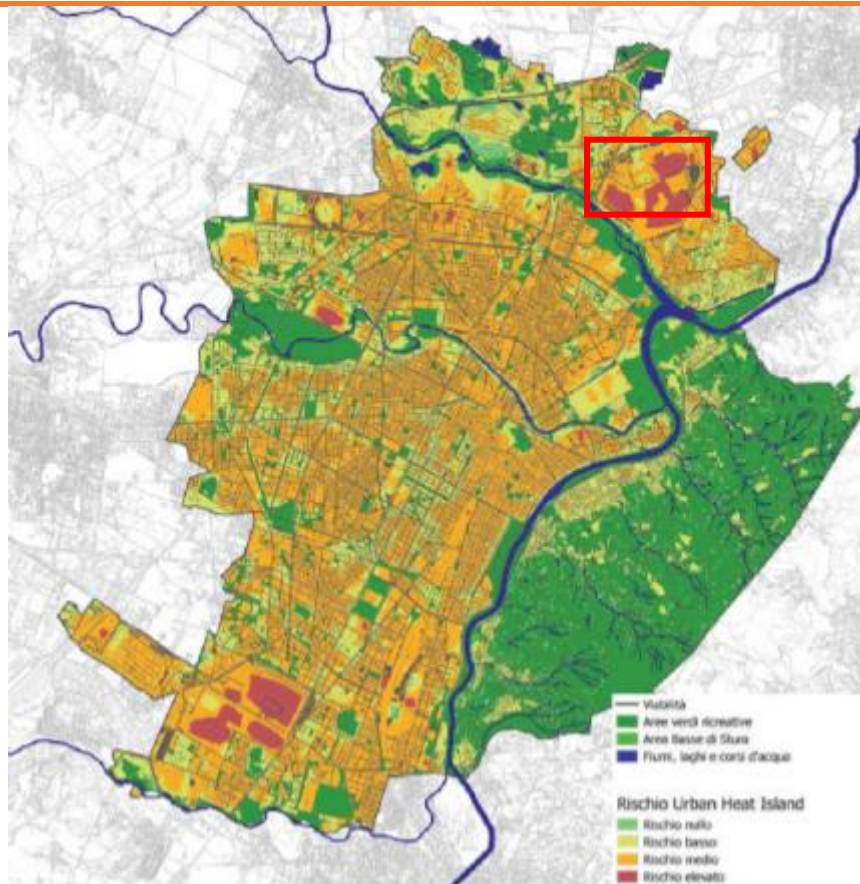 Viabilità
Aree verdi ricreative
Area Basse di Stura
Fiumi, laghi e corsi d'acqua
Rischio Urban Heat Island
Rischio nullo
Rischio basso
Rischio medio
Rischio elevato